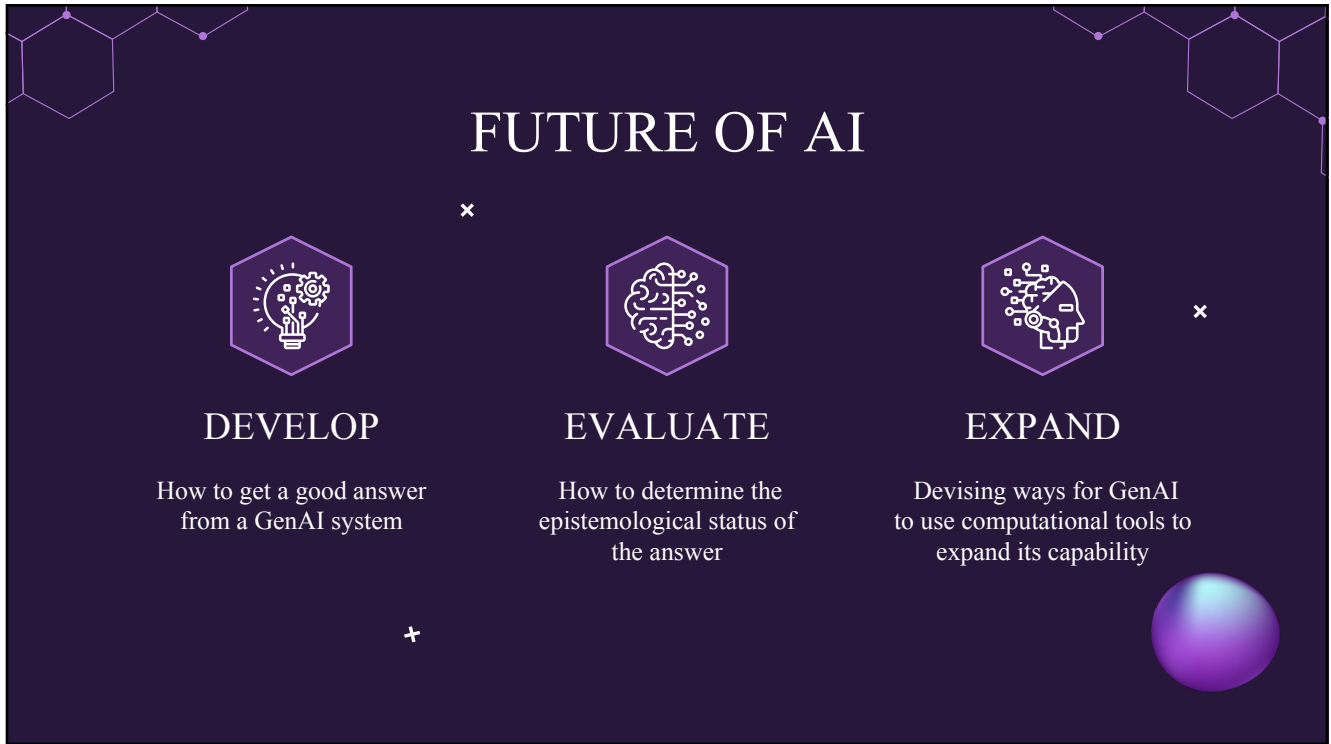 FUTURE OF AI
DEVELOP
How to get a good answer
from a GenAI system
EVALUATE
How to determine the
epistemological status of
the answer
EXPAND
Devising ways for GenAI
to use computational tools to
expand its capability